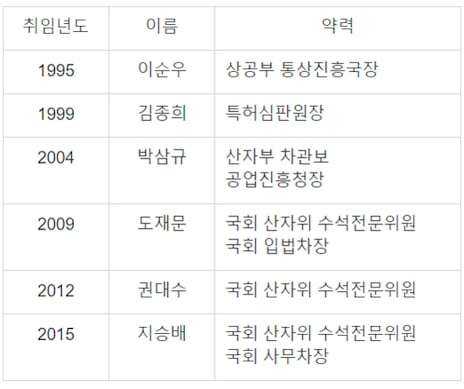 취임년도 이름 약력
1995 이순우 상공부 통상진흥국장
1999 김종희 특허심판원장
2004 박삼규 산자부 차관보
공업진흥청장
2009 도재문 국회 산자위 수석전문위원
국회 입법차장
2012 권대수 국회 산자위 수석전문위원
2015 지승배 국회 산자위 수석전문위원
국회 사무차장